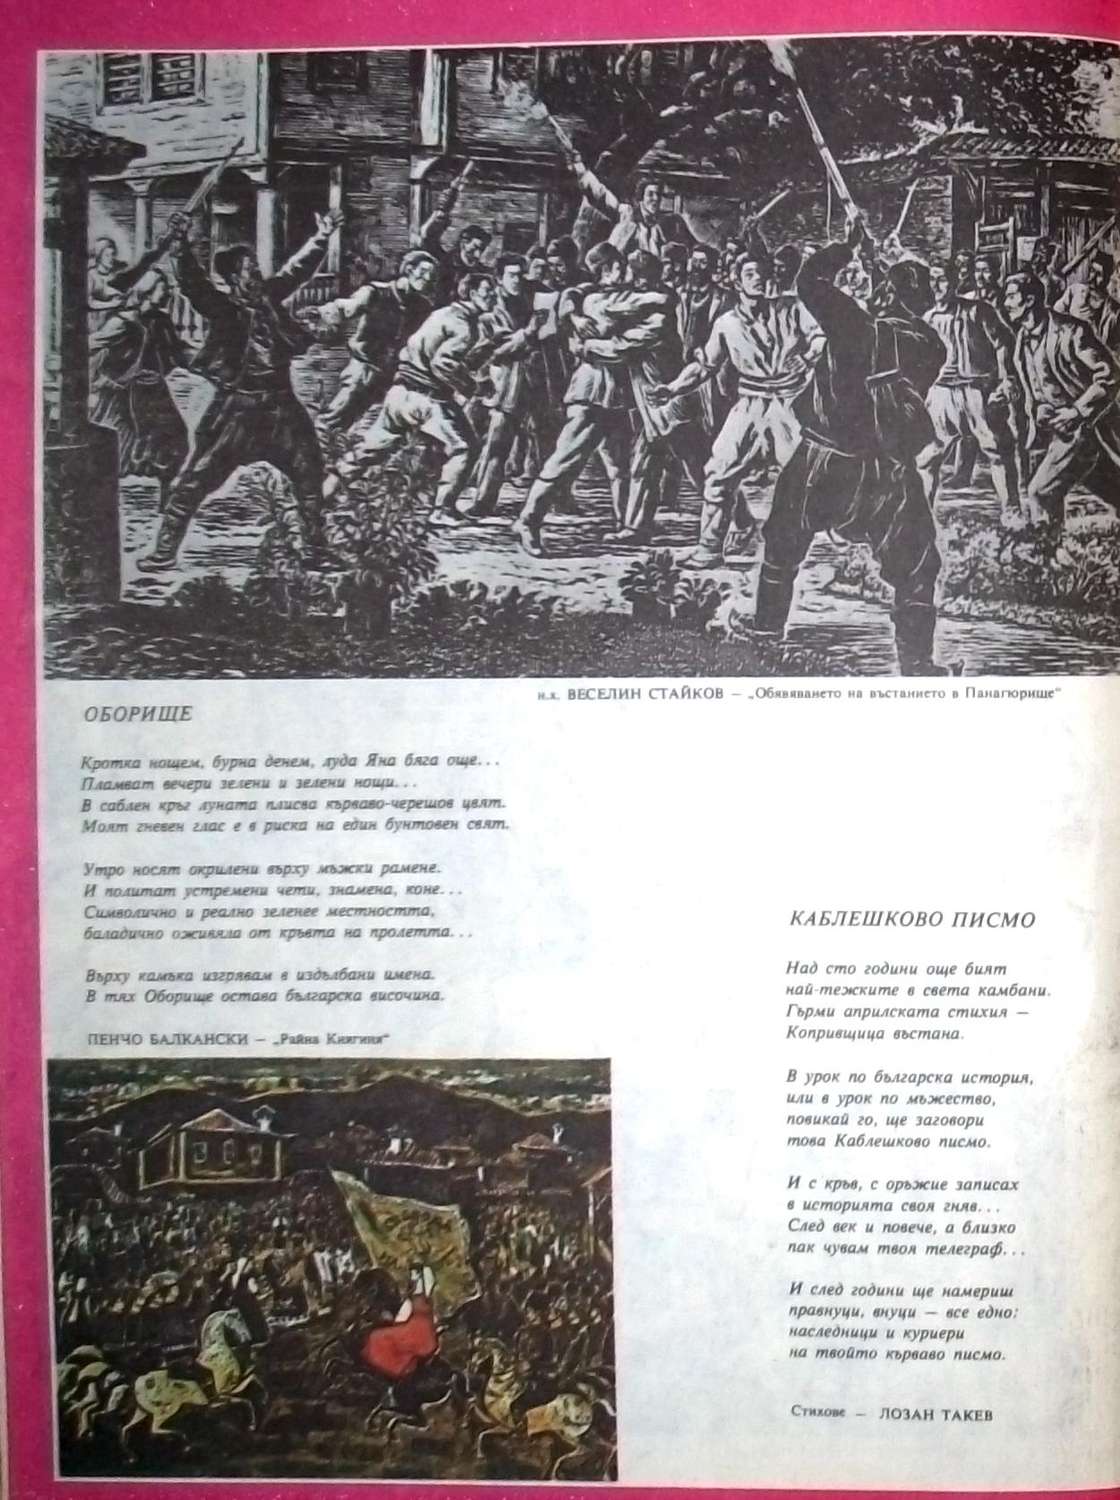 н.х. ВЕСЕЛИН СТАЙКОВ — „Обявяването на въстанието в Панагюрище“
ОБОРИЩЕ
Кротка нощем, бурна денем, луда Яна бяга още...
Пламват вечери зелени и зелени нощи...
В саблен кръг луната плисва кърваво-черешов цвят.
Моят гневен глас е в риска на един бунтовен свят.
Утро носят окрилени върху мъжки рамене.
И политат устремени чети, знамена, коне...
Символично и реално зеленее местността,
баладично оживяла от кръвта на пролетта...
Върху камъка изгрявам в издълбани имена.
В тях Оборище остава българска височина.
ПЕНЧО БАЛКАНСКИ — „Райна Княгиня“
КАБЛЕШКОВО ПИСМО
Над сто години още бият
най-тежките в света камбани.
Гърми априлската стихия —
Копривщица въстана.
В урок по българска история,
или в урок по мъжество,
повикай го, ще заговори
това Каблешково писмо.
И с кръв, с оръжие записах
в историята своя гняв...
След век и повече, а близко
пак чувам твоя телеграф...
И след години ще намериш
правнуци, внуци — все едно:
наследници и куриери
на твойто кърваво писмо.
Стихове — ЛОЗАН ТАКЕВ